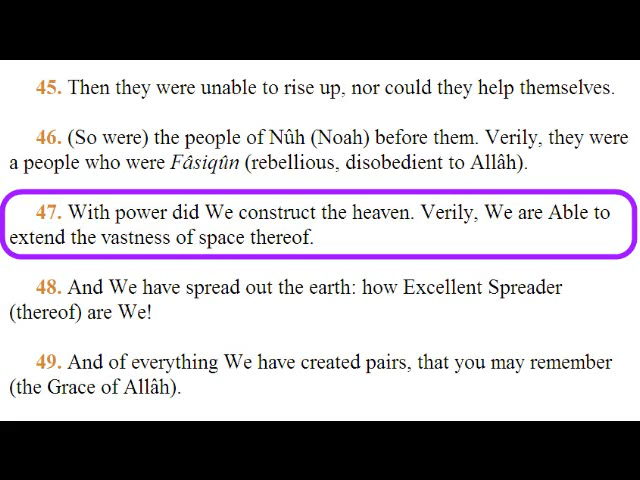 45. Then they were unable to rise up, nor could they help themselves.
46. (So were) the people of Nûh (Noah) before them. Verily, they were
a people who were Fâsiqûn (rebellious, disobedient to Allâh).
47. With power did We construct the heaven. Verily, We are Able to
extend the vastness of space thereof.
48. And We have spread out the earth: how Excellent Spreader
(thereof) are We!
49. And of everything We have created pairs, that you may remember
(the Grace of Allâh).